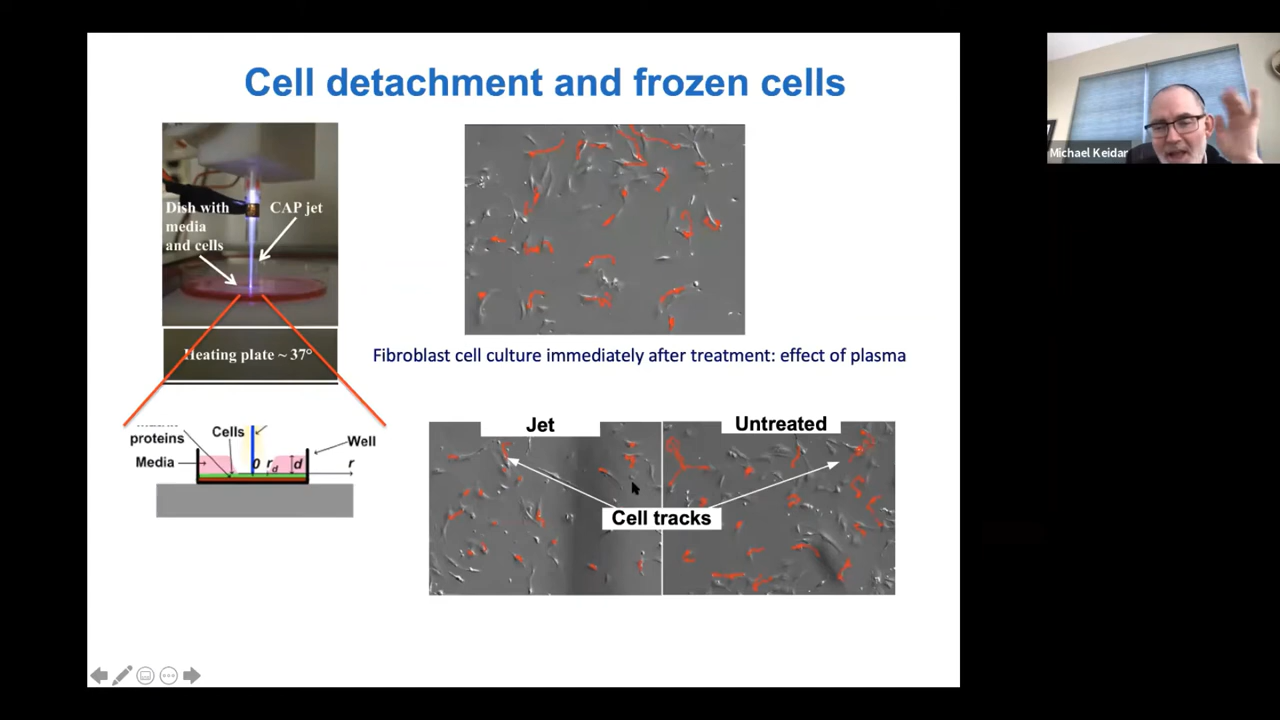 Cell detachment and frozen cells
Michael Keidar
Dish with
media
and cells
CAP jet
Heating plate ~ 37°
Fibroblast cell culture immediately after treatment: effect of plasma
proteins
Cells
Media
Well
0
r_d
d
r
Jet
Untreated
Cell tracks